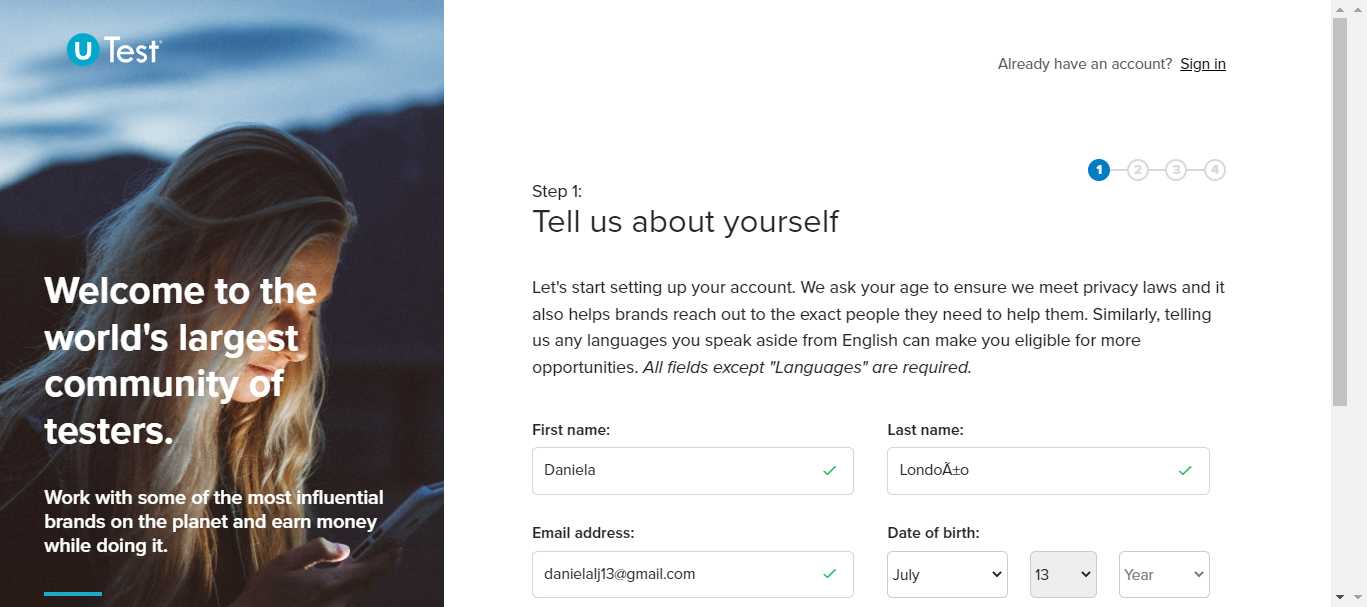 U Test
Already have an account? Sign in
1 2 3 4
Step 1:
Tell us about yourself
Let's start setting up your account. We ask your age to ensure we meet privacy laws and it
also helps brands reach out to the exact people they need to help them. Similarly, telling
us any languages you speak aside from English can make you eligible for more
opportunities. All fields except "Languages" are required.
Welcome to the
world's largest
community of
testers.
Work with some of the most influential
brands on the planet and earn money
while doing it.
First name: Last name:
Daniela LondoÃ±o
Email address: Date of birth:
danielalj13@gmail.com July 13 Year